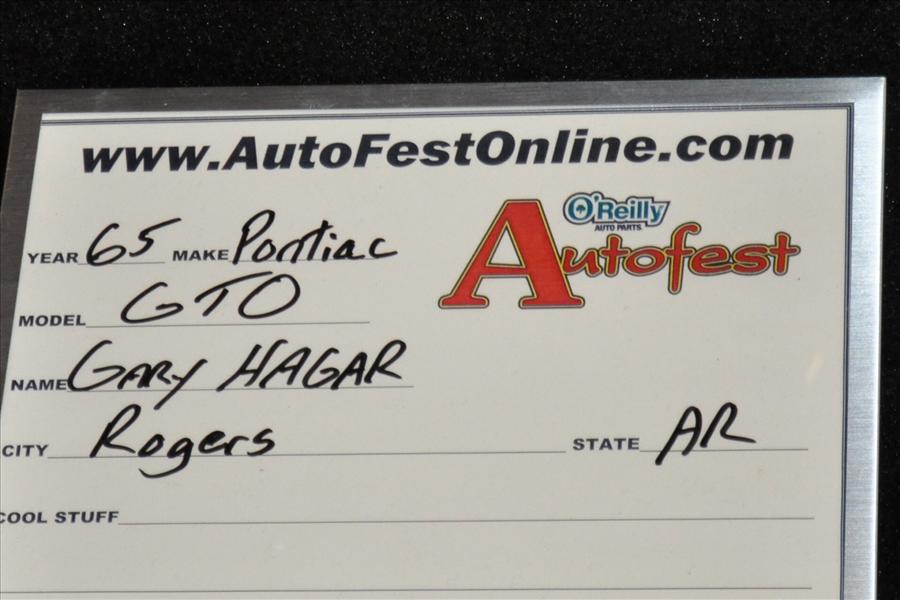 www.AutoFestOnline.com
O'Reilly
AUTO PARTS
Autofest
YEAR 65 MAKE Pontiac
MODEL GTO
NAME GARY HAGAR
CITY Rogers STATE AR
COOL STUFF